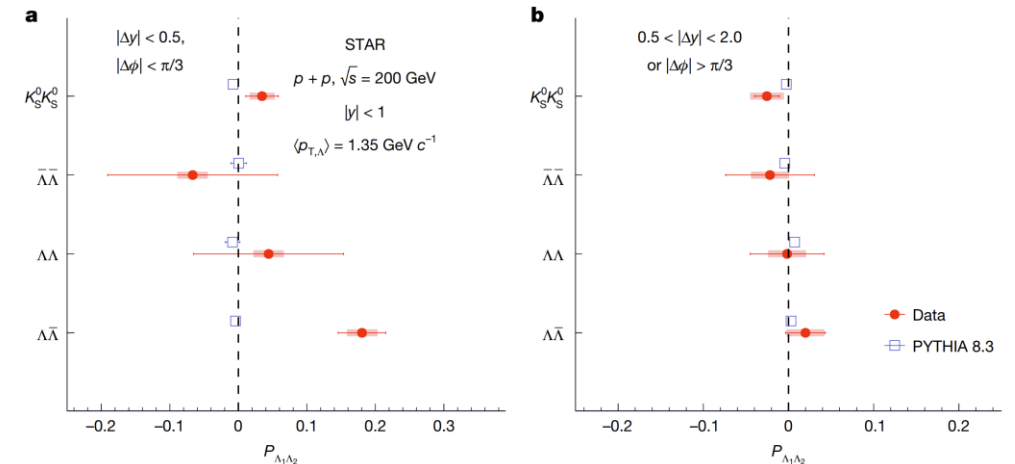 a
|Δy| < 0.5,
|Δϕ| < π/3
STAR
p + p, √s = 200 GeV
|y| < 1
⟨p_T,Λ⟩ = 1.35 GeV c⁻¹
K⁰_S K⁰_S
Λ̄Λ̄
ΛΛ
ΛΛ̄
−0.2 −0.1 0 0.1 0.2 0.3
P_Λ₁Λ₂
b
0.5 < |Δy| < 2.0
or |Δϕ| > π/3
K⁰_S K⁰_S
Λ̄Λ̄
ΛΛ
ΛΛ̄
Data
PYTHIA 8.3
−0.2 −0.1 0 0.1 0.2
P_Λ₁Λ₂